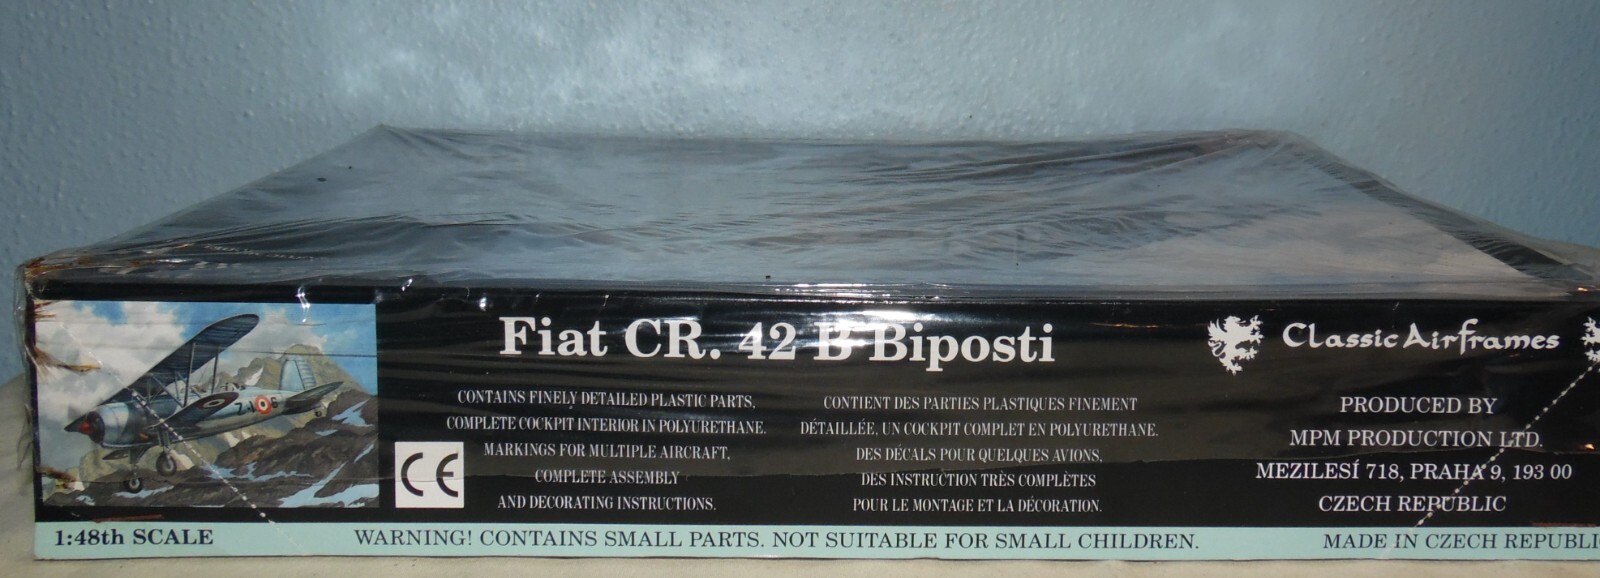 Fiat CR. 42 B Biposti
CONTAINS FINELY DETAILED PLASTIC PARTS,
COMPLETE COCKPIT INTERIOR IN POLYURETHANE.
MARKINGS FOR MULTIPLE AIRCRAFT,
COMPLETE ASSEMBLY
AND DECORATING INSTRUCTIONS.
CE
CONTIENT DES PARTIES PLASTIQUES FINEMENT
DÉTAILLÉE, UN COCKPIT COMPLET EN POLYURETHANE.
DES DÉCALS POUR QUELQUES AVIONS,
DES INSTRUCTION TRÈS COMPLÈTES
POUR LE MONTAGE ET LA DÉCORATION.
Classic Airframes
PRODUCED BY
MPM PRODUCTION LTD.
MEZILESÍ 718, PRAHA 9, 193 00
CZECH REPUBLIC
1:48th SCALE
WARNING! CONTAINS SMALL PARTS. NOT SUITABLE FOR SMALL CHILDREN.
MADE IN CZECH REPUBLI